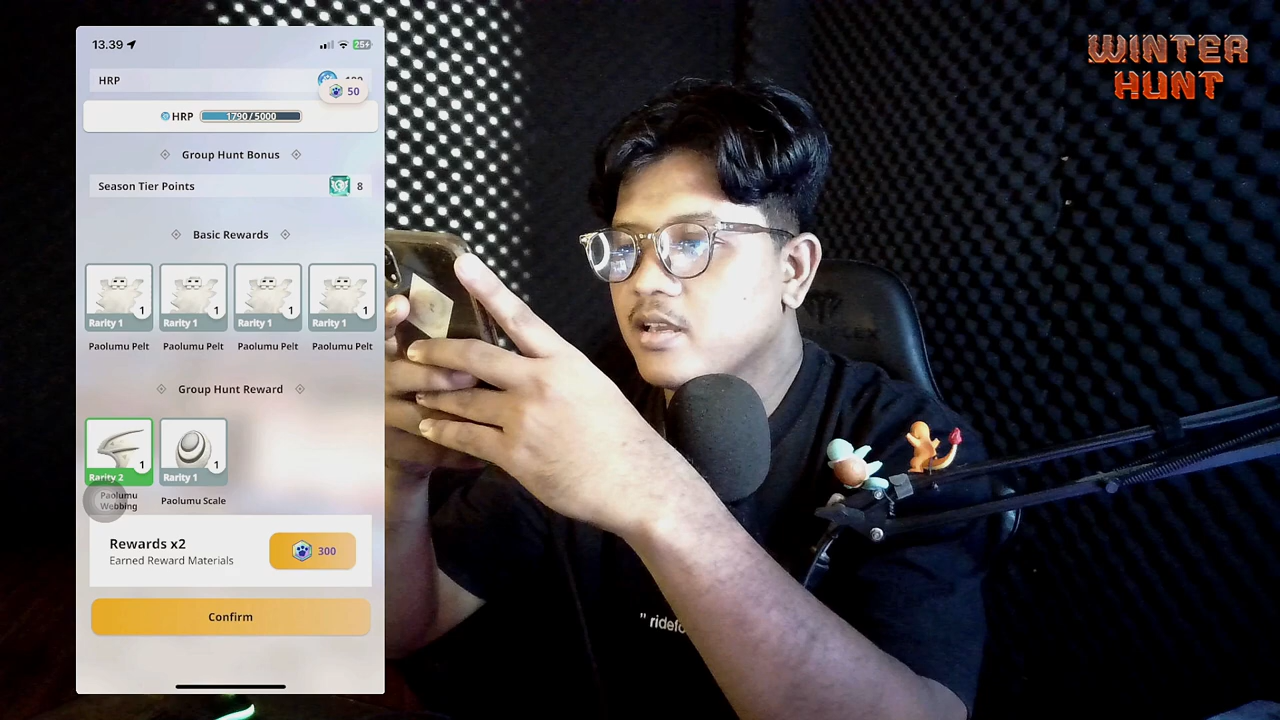 13.39
25
HRP
50
HRP
1790/5000
Group Hunt Bonus
Season Tier Points
8
Basic Rewards
1
1
1
1
Rarity 1
Rarity 1
Rarity 1
Rarity 1
Paolumu Pelt
Paolumu Pelt
Paolumu Pelt
Paolumu Pelt
Group Hunt Reward
1
1
Rarity 2
Rarity 1
Paolumu
Webbing
Paolumu Scale
Rewards x2
Earned Reward Materials
300
Confirm
WINTER
HUNT